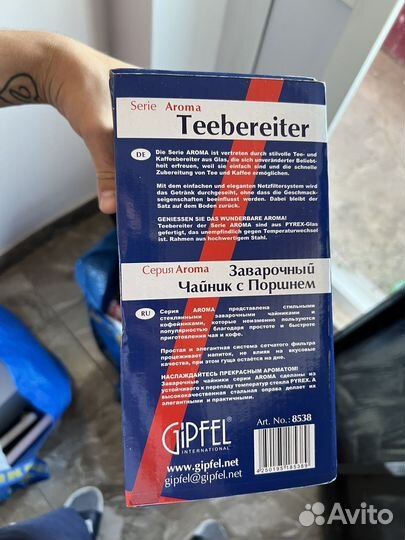 Serie Aroma
Teebereiter
DE
Die Serie AROMA ist vertreten durch stilvolle Tee- und
Kaffeebereiter aus Glas, die sich unveränderter Beliebt-
heit erfreuen, weil sie einfach sind und die schnelle
Zubereitung von Tee und Kaffee ermöglichen.
Mit dem einfachen und eleganten Netzfiltersystem wird
das Getränk durchgeseiht, ohne dass die Geschmack-
seigenschaften beeinflusst werden. Dabei bleibt der
Satz auf dem Boden zurück.
GENIESSEN SIE DAS WUNDERBARE AROMA!
Teebereiter der Serie AROMA sind aus PYREX-Glas
gefertigt, das unempfindlich gegen Temperaturwechsel
ist. Rahmen aus hochwertigem Stahl.
Серия Aroma
Заварочный
Чайник с Поршнем
RU
Серия AROMA представлена стильными
стеклянными заварочными чайниками и
кофейниками, которые неизменно пользуются
популярностью благодаря простоте и быстроте
приготовления чая и кофе.
Простая и элегантная система сетчатого фильтра
процеживает напиток, не влияя на вкусовые
качества, при этом гуща остается на дне.
НАСЛАЖДАЙТЕСЬ ПРЕКРАСНЫМ АРОМАТОМ!
Заварочные чайники серии AROMA сделаны из
устойчивого к перепаду температур стекла PYREX. А
высококачественная стальная оправа делает их
элегантными и практичными.
GiPFEL
INTERNATIONAL
www.gipfel.net
gipfel@gipfel.net
Art. No.: 8538
4250195185389
Avito